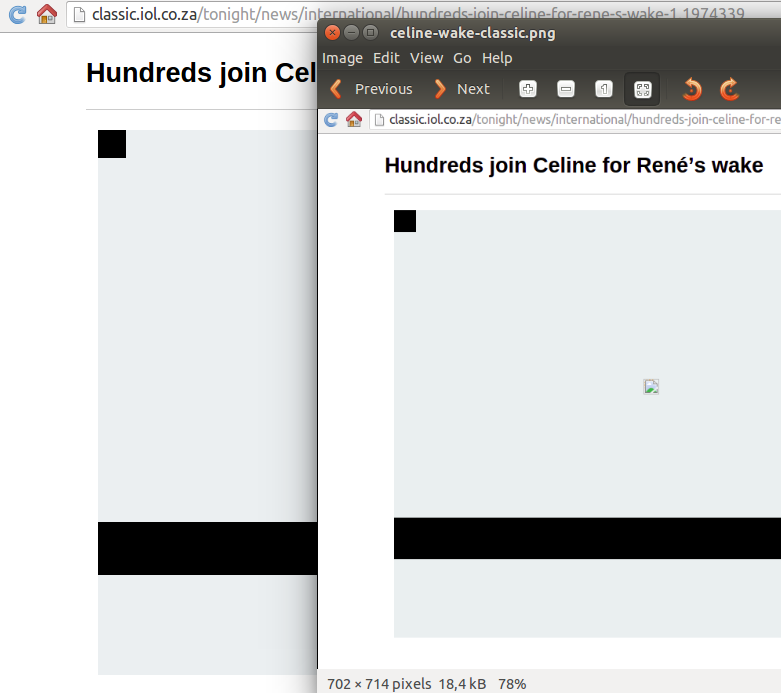 classic.iol.co.za/tonight/news/international/hundreds-join-celine-for-rene-s-wake-1.1974339
Hundreds join Cel
celine-wake-classic.png
Image Edit View Go Help
Previous Next
classic.iol.co.za/tonight/news/international/hundreds-join-celine-for-re
Hundreds join Celine for René’s wake
702 × 714 pixels 18,4 kB 78%